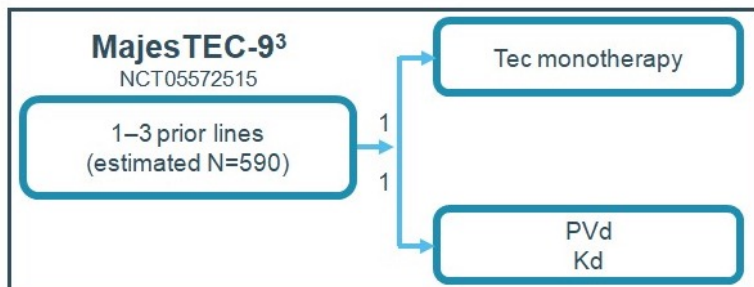 MajesTEC-9³
NCT05572515
1–3 prior lines
(estimated N=590)
1
1
Tec monotherapy
PVd
Kd